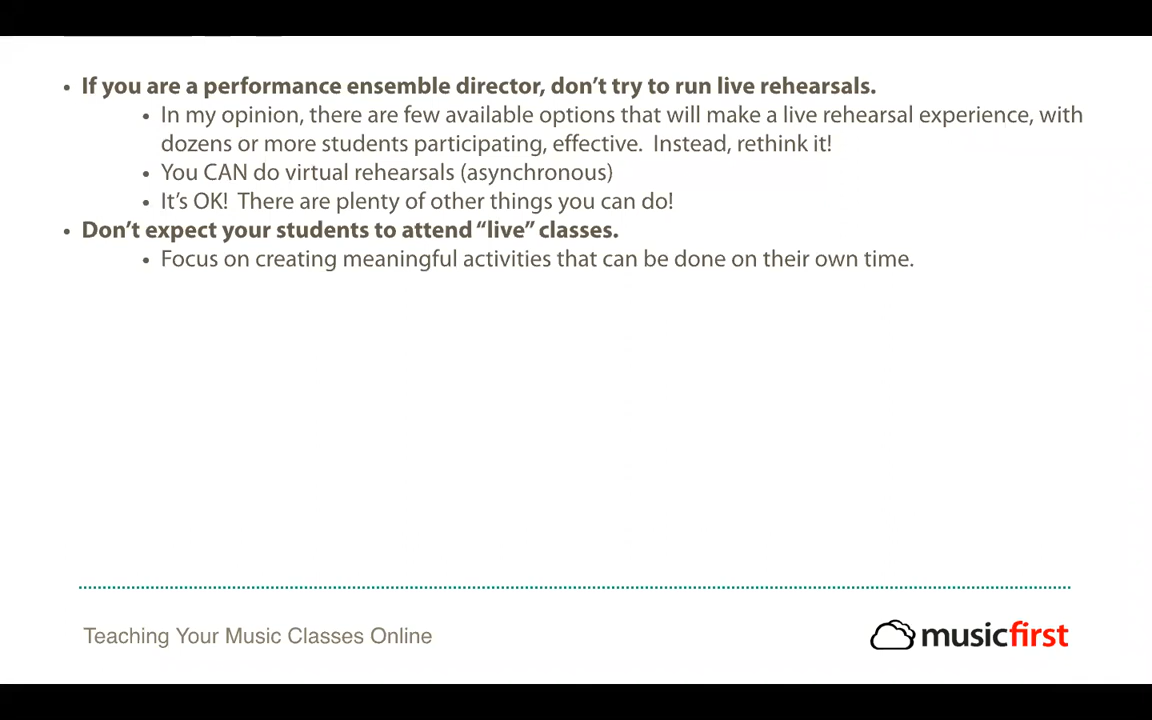 • If you are a performance ensemble director, don’t try to run live rehearsals.
• In my opinion, there are few available options that will make a live rehearsal experience, with
dozens or more students participating, effective.  Instead, rethink it!
• You CAN do virtual rehearsals (asynchronous)
• It’s OK!  There are plenty of other things you can do!
• Don’t expect your students to attend “live” classes.
• Focus on creating meaningful activities that can be done on their own time.
Teaching Your Music Classes Online
musicfirst